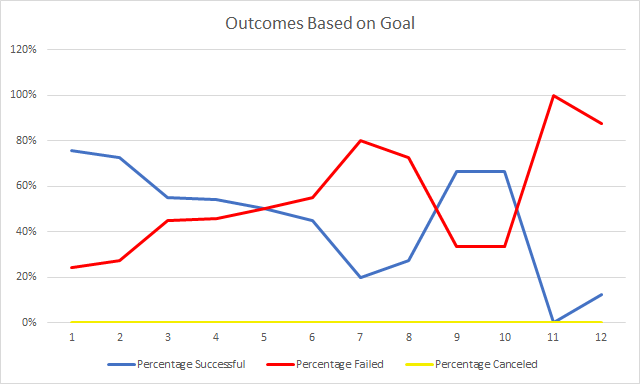 Outcomes Based on Goal
120%
100%
80%
60%
40%
20%
0%
1 2 3 4 5 6 7 8 9 10 11 12
Percentage Successful Percentage Failed Percentage Canceled